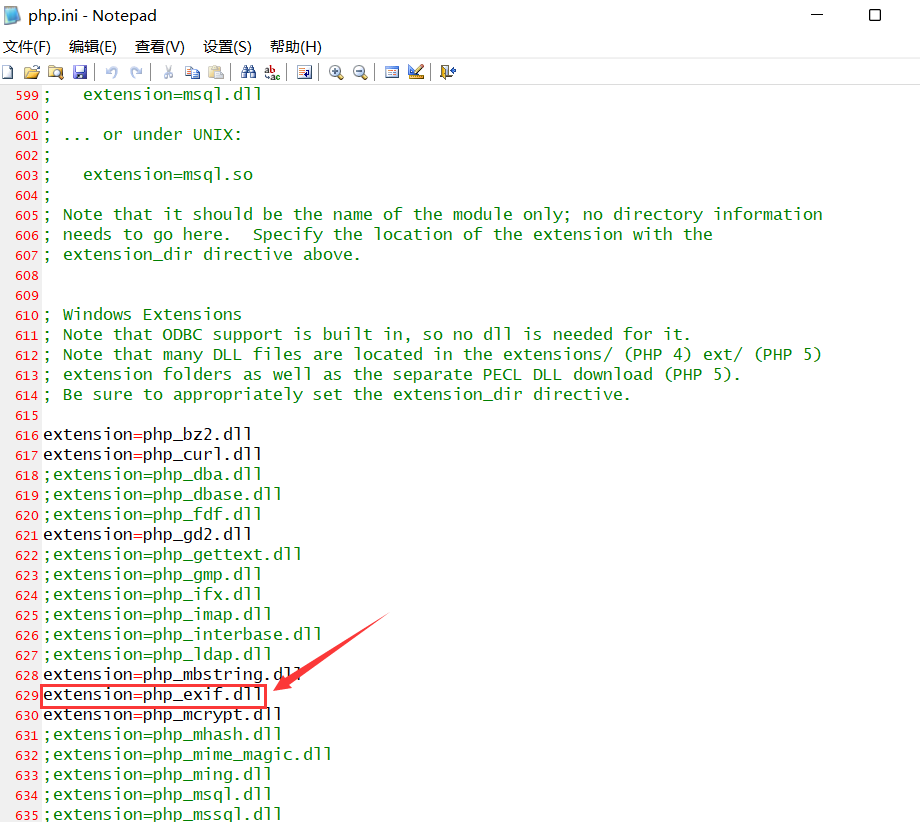 php.ini - Notepad
文件(F) 编辑(E) 查看(V) 设置(S) 帮助(H)
599 ;   extension=msql.dll
600 ;
601 ; ... or under UNIX:
602 ;
603 ;   extension=msql.so
604 ;
605 ; Note that it should be the name of the module only; no directory information
606 ; needs to go here.  Specify the location of the extension with the
607 ; extension_dir directive above.
608
609
610 ; Windows Extensions
611 ; Note that ODBC support is built in, so no dll is needed for it.
612 ; Note that many DLL files are located in the extensions/ (PHP 4) ext/ (PHP 5)
613 ; extension folders as well as the separate PECL DLL download (PHP 5).
614 ; Be sure to appropriately set the extension_dir directive.
615
616 extension=php_bz2.dll
617 extension=php_curl.dll
618 ;extension=php_dba.dll
619 ;extension=php_dbase.dll
620 ;extension=php_fdf.dll
621 extension=php_gd2.dll
622 ;extension=php_gettext.dll
623 ;extension=php_gmp.dll
624 ;extension=php_ifx.dll
625 ;extension=php_imap.dll
626 ;extension=php_interbase.dll
627 ;extension=php_ldap.dll
628 extension=php_mbstring.dll
629 extension=php_exif.dll
630 extension=php_mcrypt.dll
631 ;extension=php_mhash.dll
632 ;extension=php_mime_magic.dll
633 ;extension=php_ming.dll
634 ;extension=php_msql.dll
635 ;extension=php_mssql.dll